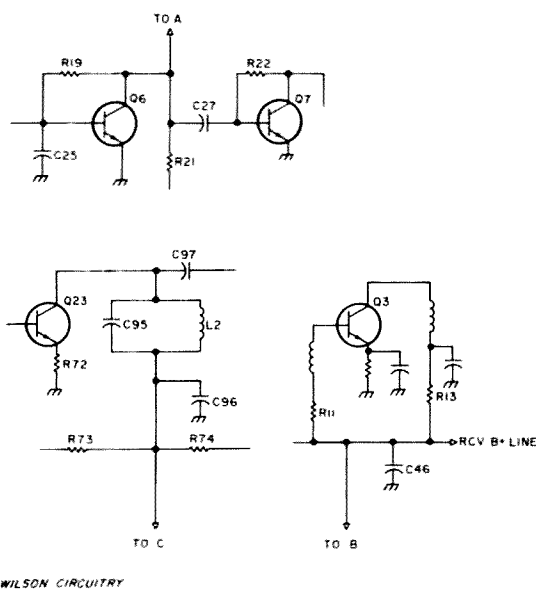 TO A
R19
R22
Q6
Q7
C27
C25
R21
C97
Q23
Q3
C95
L2
R72
R13
C96
R11
R73
R74
RCV B+ LINE
C46
TO C
TO B
WILSON CIRCUITRY